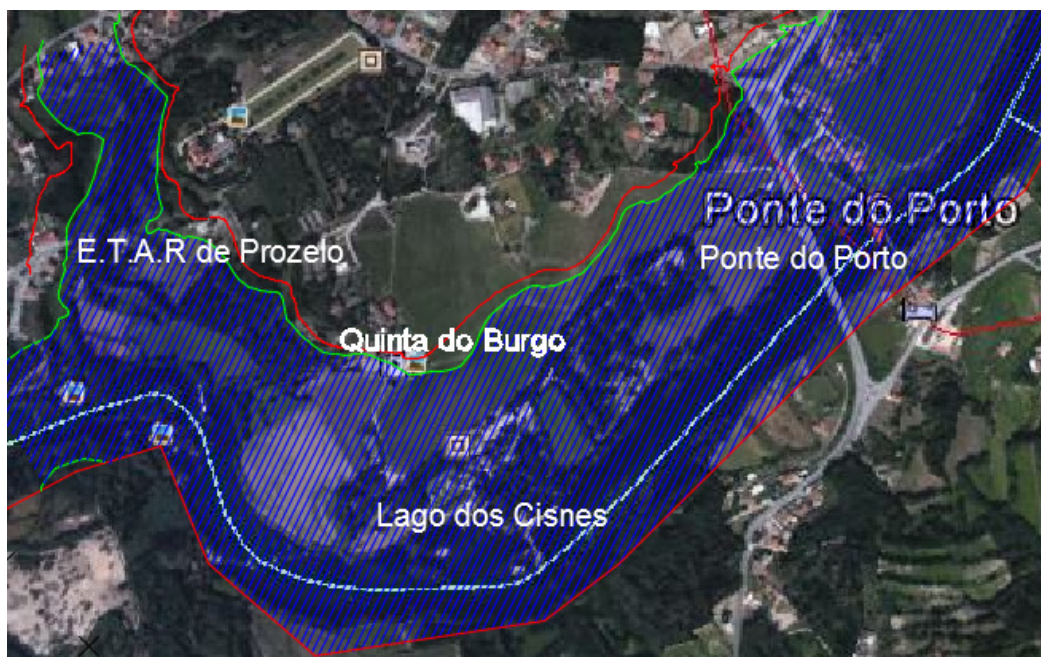 Ponte do Porto
E.T.A.R de Prozelo
Ponte do Porto
Quinta do Burgo
Lago dos Cisnes